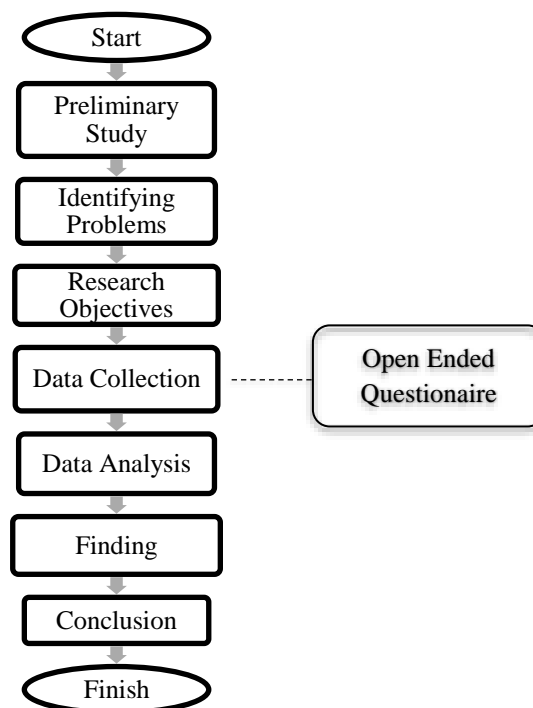 Start
Preliminary
Study
Identifying
Problems
Research
Objectives
Data Collection
Open Ended
Questionaire
Data Analysis
Finding
Conclusion
Finish